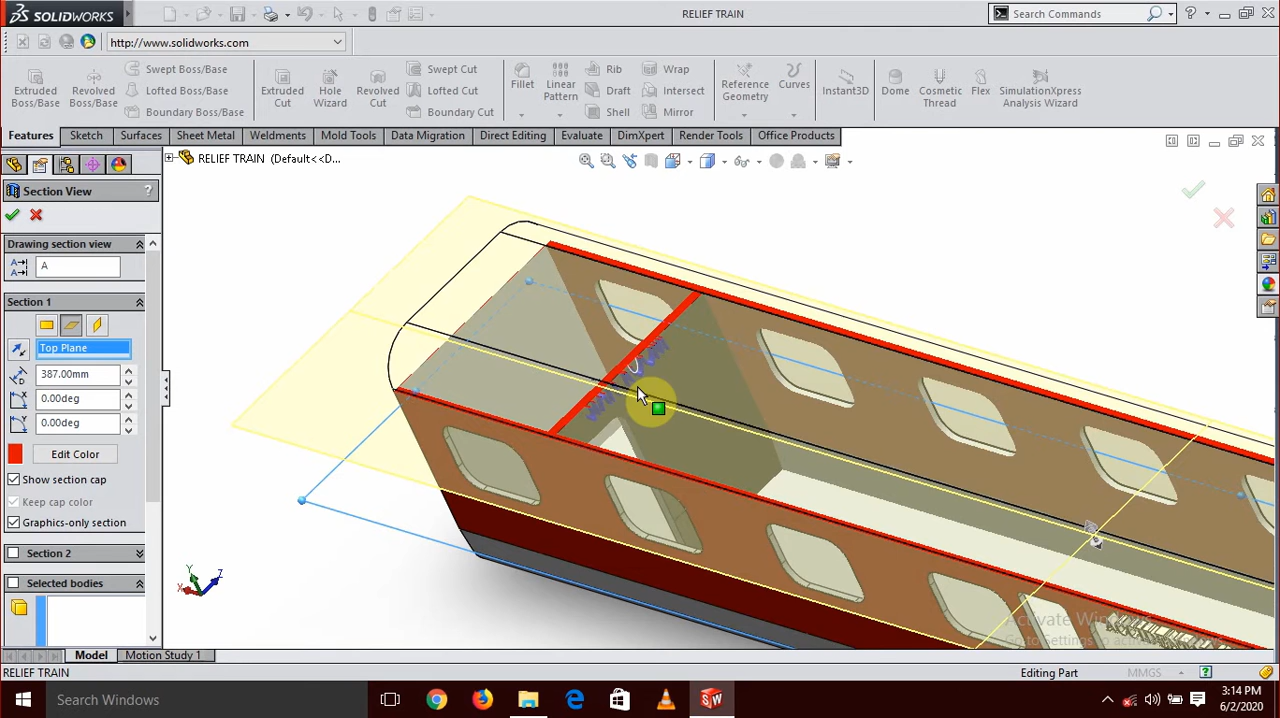 SOLIDWORKS
RELIEF TRAIN
Search Commands
http://www.solidworks.com
Extruded Boss/Base
Revolved Boss/Base
Swept Boss/Base
Lofted Boss/Base
Boundary Boss/Base
Extruded Cut
Hole Wizard
Revolved Cut
Swept Cut
Lofted Cut
Boundary Cut
Fillet
Linear Pattern
Rib
Draft
Shell
Wrap
Intersect
Mirror
Reference Geometry
Curves
Instant3D
Dome
Cosmetic Thread
Flex
SimulationXpress Analysis Wizard
Features
Sketch
Surfaces
Sheet Metal
Weldments
Mold Tools
Data Migration
Direct Editing
Evaluate
DimXpert
Render Tools
Office Products
RELIEF TRAIN (Default<<D...
Section View
?
Drawing section view
A
Section 1
Top Plane
387.00mm
0.00deg
0.00deg
Edit Color
Show section cap
Keep cap color
Graphics-only section
Section 2
Selected bodies
Y
Z
X
Model
Motion Study 1
RELIEF TRAIN
Editing Part
MMGS
Search Windows
3:14 PM
6/2/2020